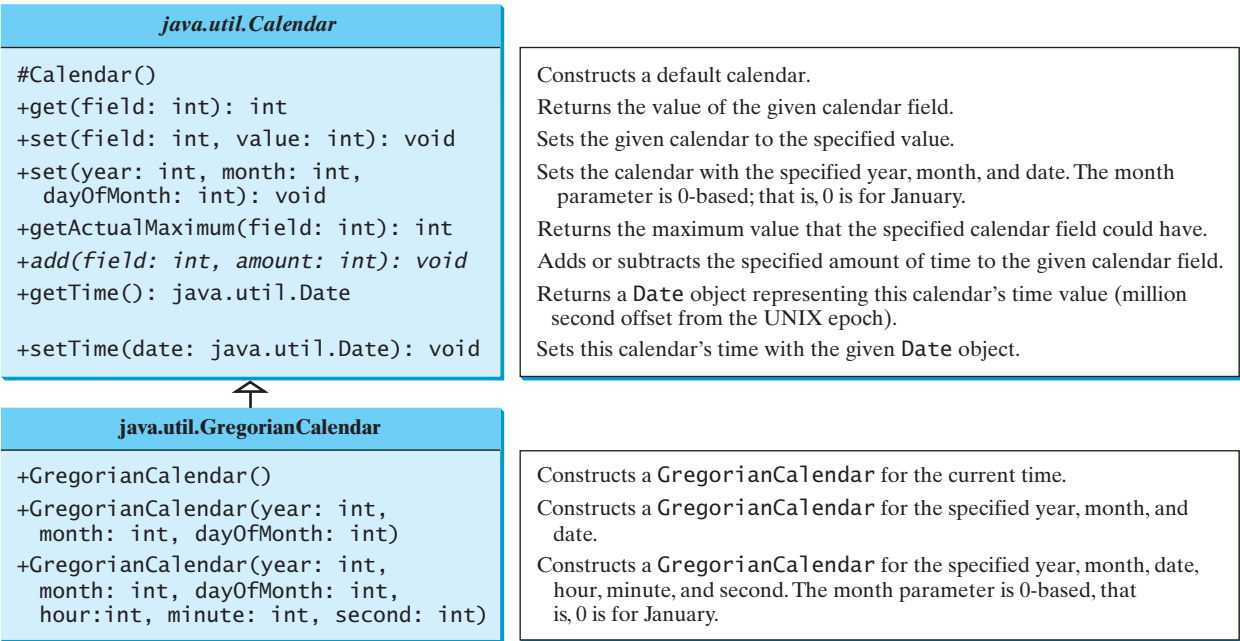 java.util.Calendar
#Calendar()
Constructs a default calendar.
+get(field: int): int
Returns the value of the given calendar field.
+set(field: int, value: int): void
Sets the given calendar to the specified value.
+set(year: int, month: int,
dayOfMonth: int): void
Sets the calendar with the specified year, month, and date. The month
parameter is 0-based; that is, 0 is for January.
+getActualMaximum(field: int): int
Returns the maximum value that the specified calendar field could have.
+add(field: int, amount: int): void
Adds or subtracts the specified amount of time to the given calendar field.
+getTime(): java.util.Date
Returns a Date object representing this calendar's time value (million
second offset from the UNIX epoch).
+setTime(date: java.util.Date): void
Sets this calendar's time with the given Date object.
java.util.GregorianCalendar
+GregorianCalendar()
Constructs a GregorianCalendar for the current time.
+GregorianCalendar(year: int,
month: int, dayOfMonth: int)
Constructs a GregorianCalendar for the specified year, month, and
date.
+GregorianCalendar(year: int,
month: int, dayOfMonth: int,
hour:int, minute: int, second: int)
Constructs a GregorianCalendar for the specified year, month, date,
hour, minute, and second. The month parameter is 0-based, that
is, 0 is for January.